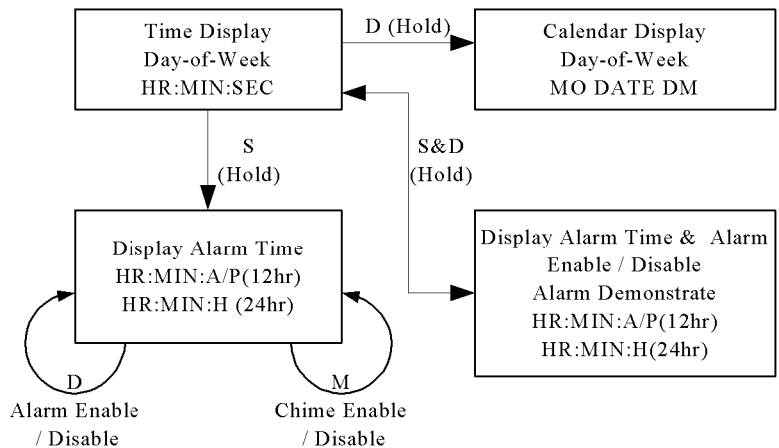 Time Display
Day-of-Week
HR:MIN:SEC
D (Hold)
Calendar Display
Day-of-Week
MO DATE DM
S
(Hold)
S&D
(Hold)
Display Alarm Time
HR:MIN:A/P(12hr)
HR:MIN:H (24hr)
Display Alarm Time & Alarm
Enable / Disable
Alarm Demonstrate
HR:MIN:A/P(12hr)
HR:MIN:H(24hr)
D
Alarm Enable
/ Disable
M
Chime Enable
/ Disable